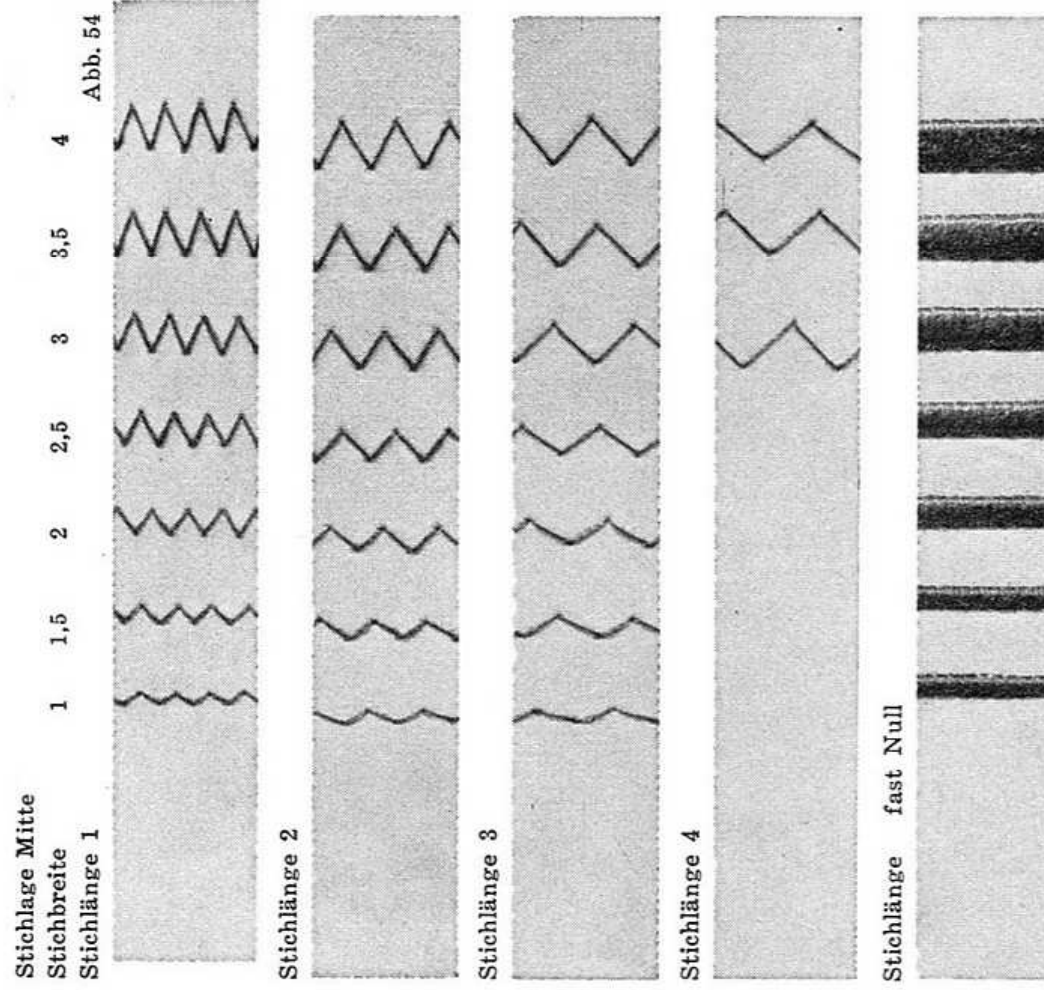 Stichlage Mitte
Stichbreite 1 1,5 2 2,5 3 3,5 4
Stichlänge 1 Abb. 54
Stichlänge 2
Stichlänge 3
Stichlänge 4
Stichlänge fast Null